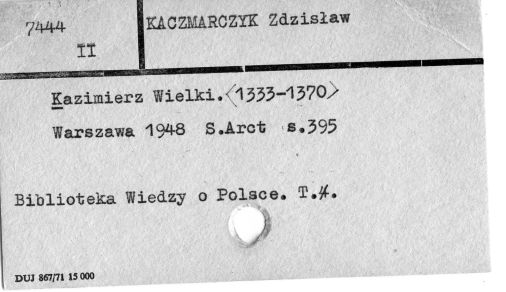 7444
II
KACZMARCZYK Zdzisław
Kazimierz Wielki.<1333-1370>
Warszawa 1948 S.Arct s.395
Biblioteka Wiedzy o Polsce. T.4.
DUJ 867/71 15 000